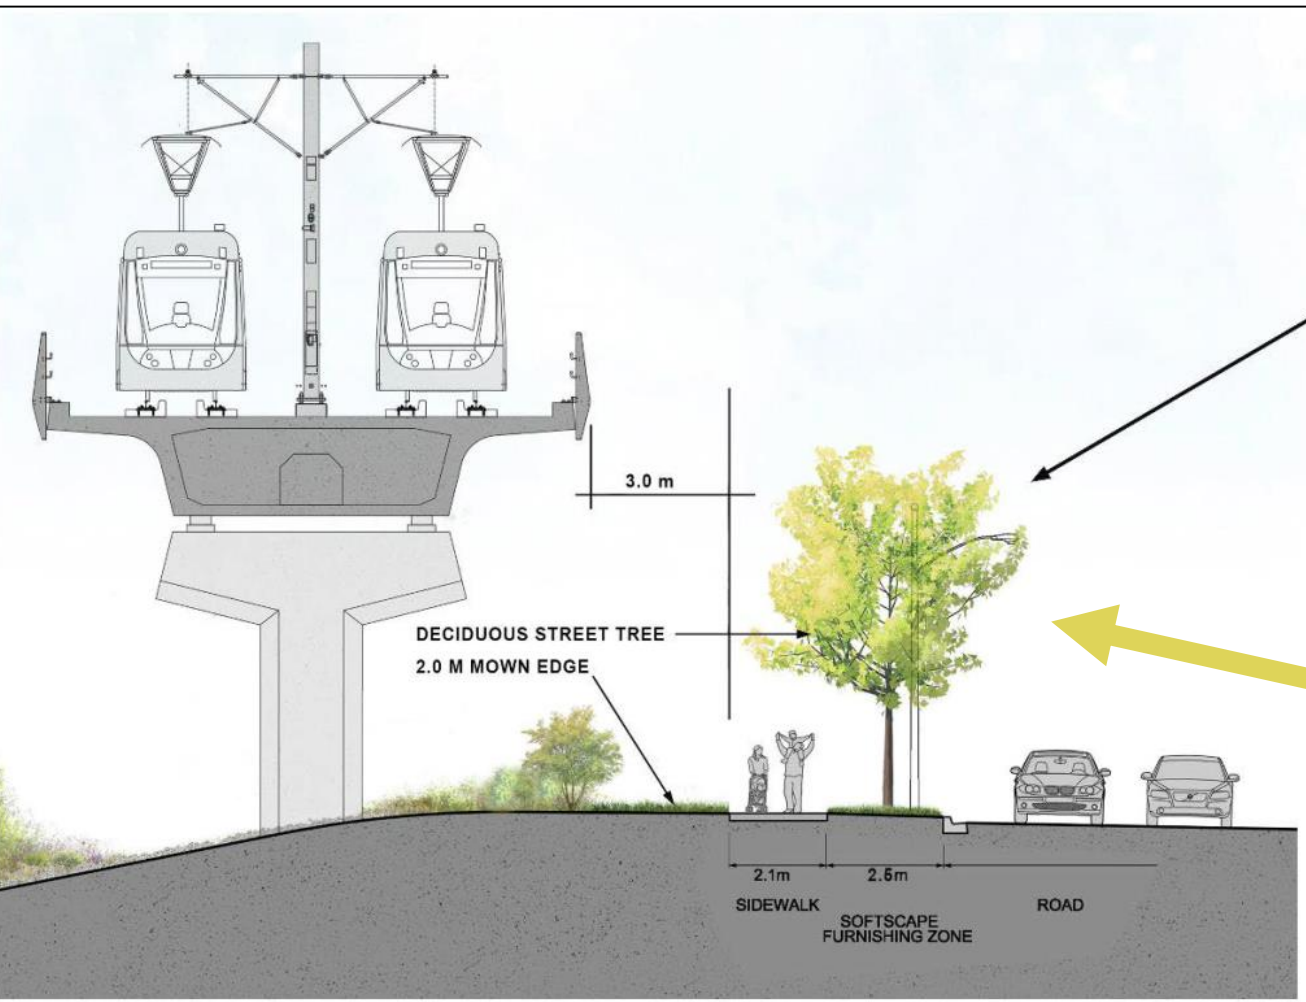 3.0 m
DECIDUOUS STREET TREE
2.0 M MOWN EDGE
2.1m
2.5m
SIDEWALK
SOFTSCAPE
FURNISHING ZONE
ROAD